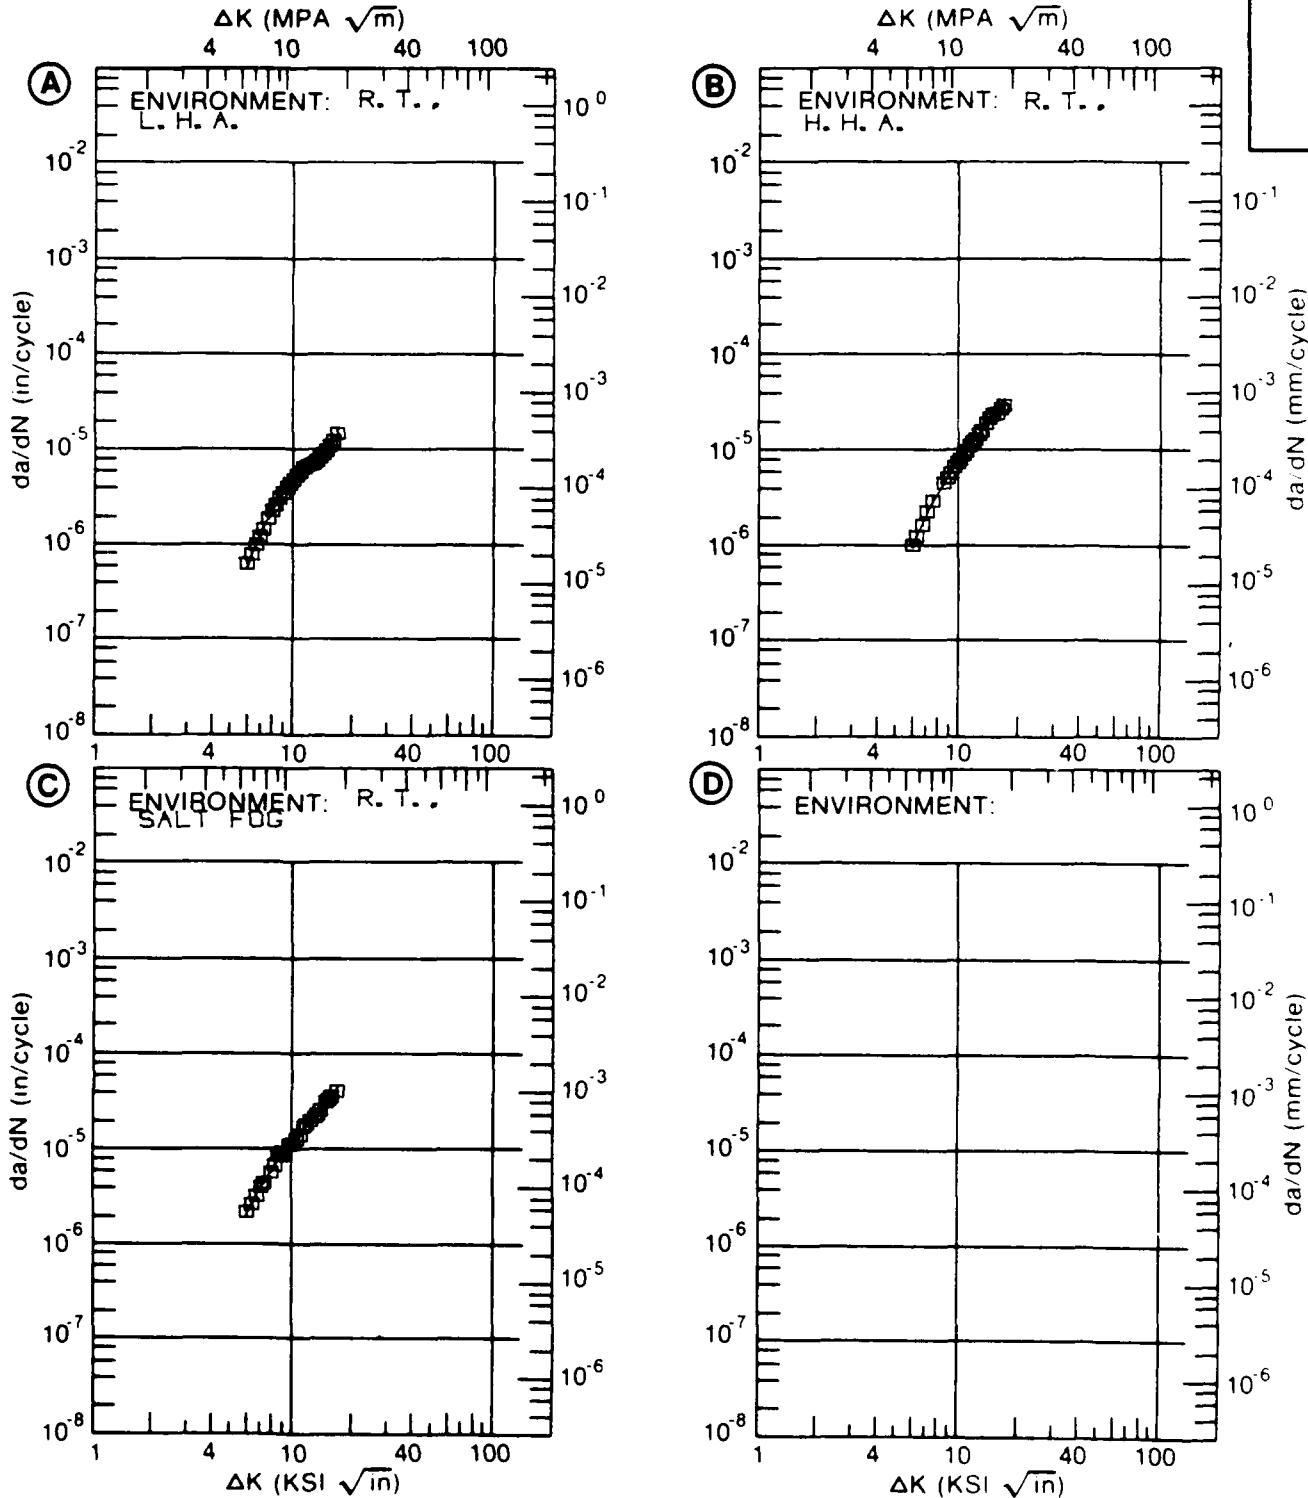 ΔK (MPA √m)
4 10 40 100
A
ENVIRONMENT: R. T. ,
L. H. A.
10^0
10^-2
10^-1
10^-3
10^-2
10^-4
10^-3
10^-5
10^-4
10^-6
10^-5
10^-7
10^-6
10^-8
1 4 10 40 100
da/dN (in/cycle)
ΔK (MPA √m)
4 10 40 100
B
ENVIRONMENT: R. T. ,
H. H. A.
10^-2
10^-1
10^-3
10^-2
10^-4
10^-3
10^-5
10^-4
10^-6
10^-5
10^-7
10^-6
10^-8
1 4 10 40 100
da/dN (mm/cycle)
C
ENVIRONMENT: R. T. ,
SALT FOG
10^0
10^-2
10^-1
10^-3
10^-2
10^-4
10^-3
10^-5
10^-4
10^-6
10^-5
10^-7
10^-6
10^-8
1 4 10 40 100
da/dN (in/cycle)
ΔK (KSI √in)
D
ENVIRONMENT:
10^0
10^-2
10^-1
10^-3
10^-2
10^-4
10^-3
10^-5
10^-4
10^-6
10^-5
10^-7
10^-6
10^-8
1 4 10 40 100
da/dN (mm/cycle)
ΔK (KSI √in)